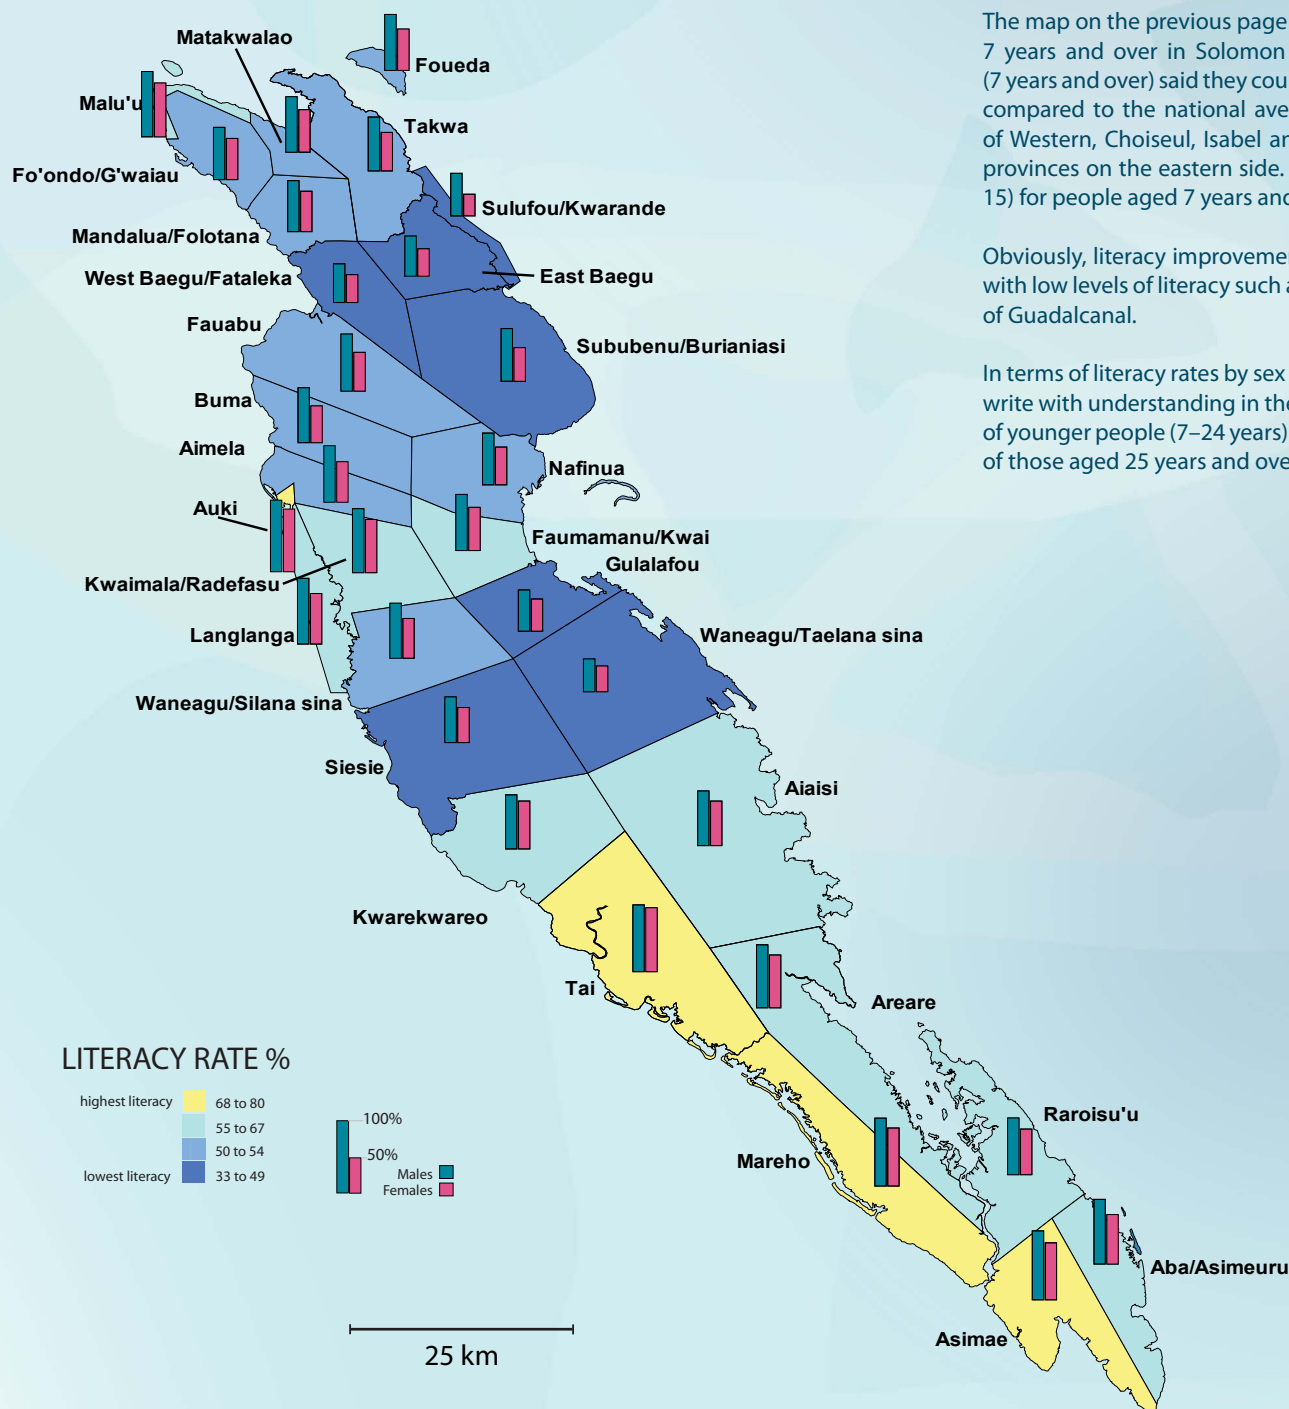 Matakwalao
Foueda
Malu'u
Takwa
Fo'ondo/G'waiau
Sulufou/Kwarande
Mandalua/Folotana
West Baegu/Fataleka
East Baegu
Fauabu
Sububenu/Burianiasi
Buma
Aimela
Nafinua
Auki
Faumamanu/Kwai
Gulalafou
Kwaimala/Radefasu
Langlanga
Waneagu/Taelana sina
Waneagu/Silana sina
Siesie
Aiaisi
Kwarekwareo
Tai
Areare
Raroisu'u
Mareho
Aba/Asimeuru
Asimae
LITERACY RATE %
highest literacy
68 to 80
55 to 67
50 to 54
lowest literacy
33 to 49
100%
50%
Males
Females
25 km
The map on the previous page
7 years and over in Solomon
(7 years and over) said they cou
compared to the national ave
of Western, Choiseul, Isabel an
provinces on the eastern side.
15) for people aged 7 years and
Obviously, literacy improvemen
with low levels of literacy such a
of Guadalcanal.
In terms of literacy rates by sex
write with understanding in the
of younger people (7–24 years)
of those aged 25 years and ove